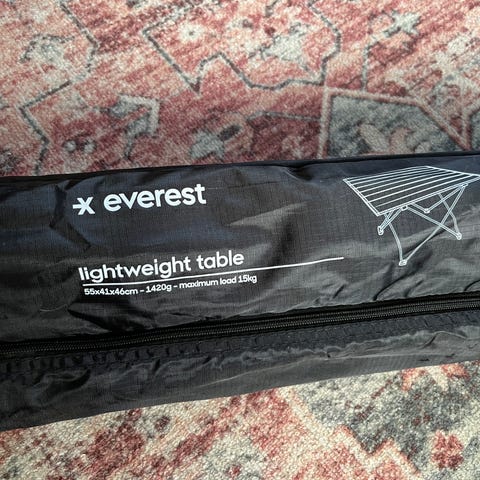 everest
lightweight table
55x41x46cm – 1420g – maximum load 15kg